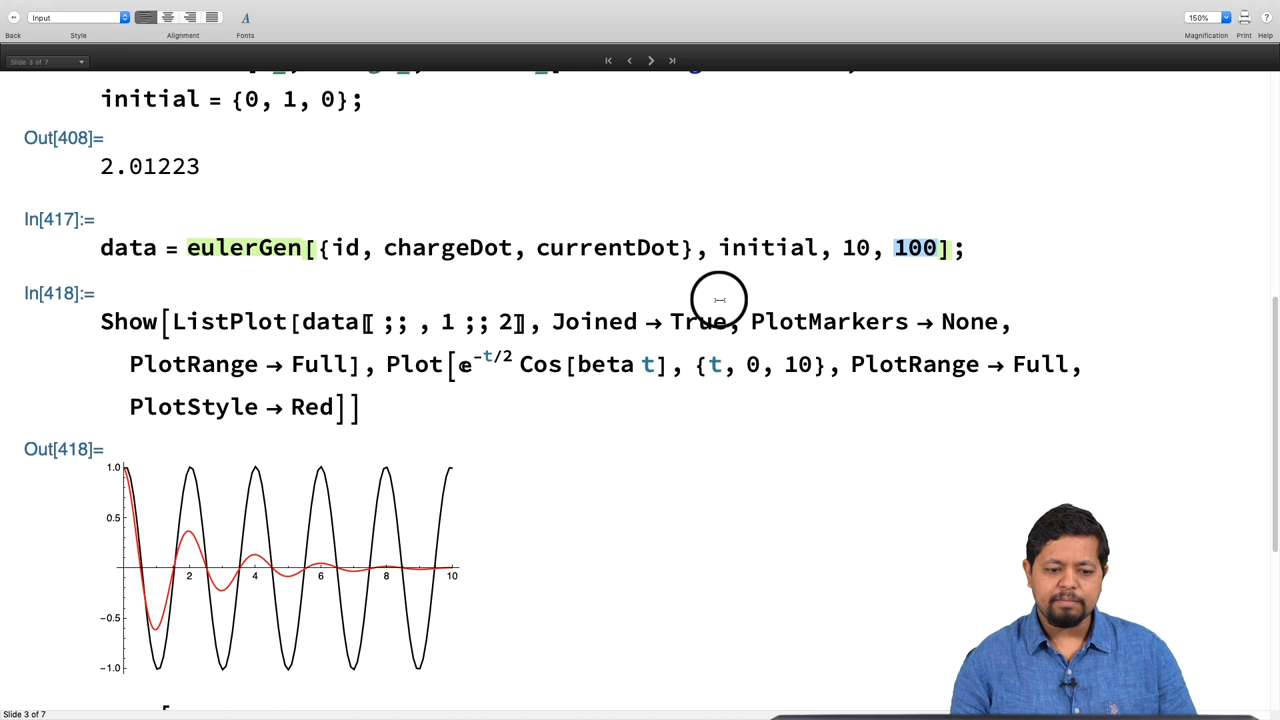 Input
150%
Back
Style
Alignment
Fonts
Magnification
Print
Help
Slide 3 of 7
initial = {0, 1, 0};
Out[408]=
2.01223
In[417]:=
data = eulerGen[{id, chargeDot, currentDot}, initial, 10, 100];
In[418]:=
Show[ListPlot[data〚 ;; , 1 ;; 2〛, Joined → True, PlotMarkers → None,
PlotRange → Full], Plot[ⅇ^-t/2 Cos[beta t], {t, 0, 10}, PlotRange → Full,
PlotStyle → Red]]
Out[418]=
1.0
0.5
2 4 6 8 10
-0.5
-1.0
Slide 3 of 7